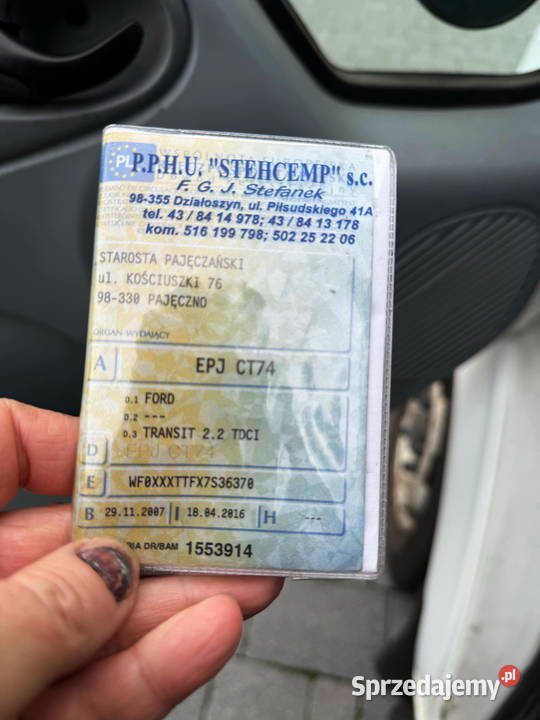 PL
P.P.H.U. "STEHCEMP" s.c.
F. G. J. Stefanek
98-355 Działoszyn, ul. Piłsudskiego 41A
tel. 43 / 84 14 978; 43 / 84 13 178
kom. 516 199 798; 502 25 22 06
STAROSTA PAJĘCZAŃSKI
ul. KOŚCIUSZKI 76
98-330 PAJĘCZNO
ORGAN WYDAJĄCY
A EPJ CT74
D.1 FORD
D.2 ---
D.3 TRANSIT 2.2 TDCI
D EPJ CT74
E WF0XXXTTFX7S36370
B 29.11.2007 I 18.04.2016 H ---
DR/BAM 1553914
Sprzedajemy.pl